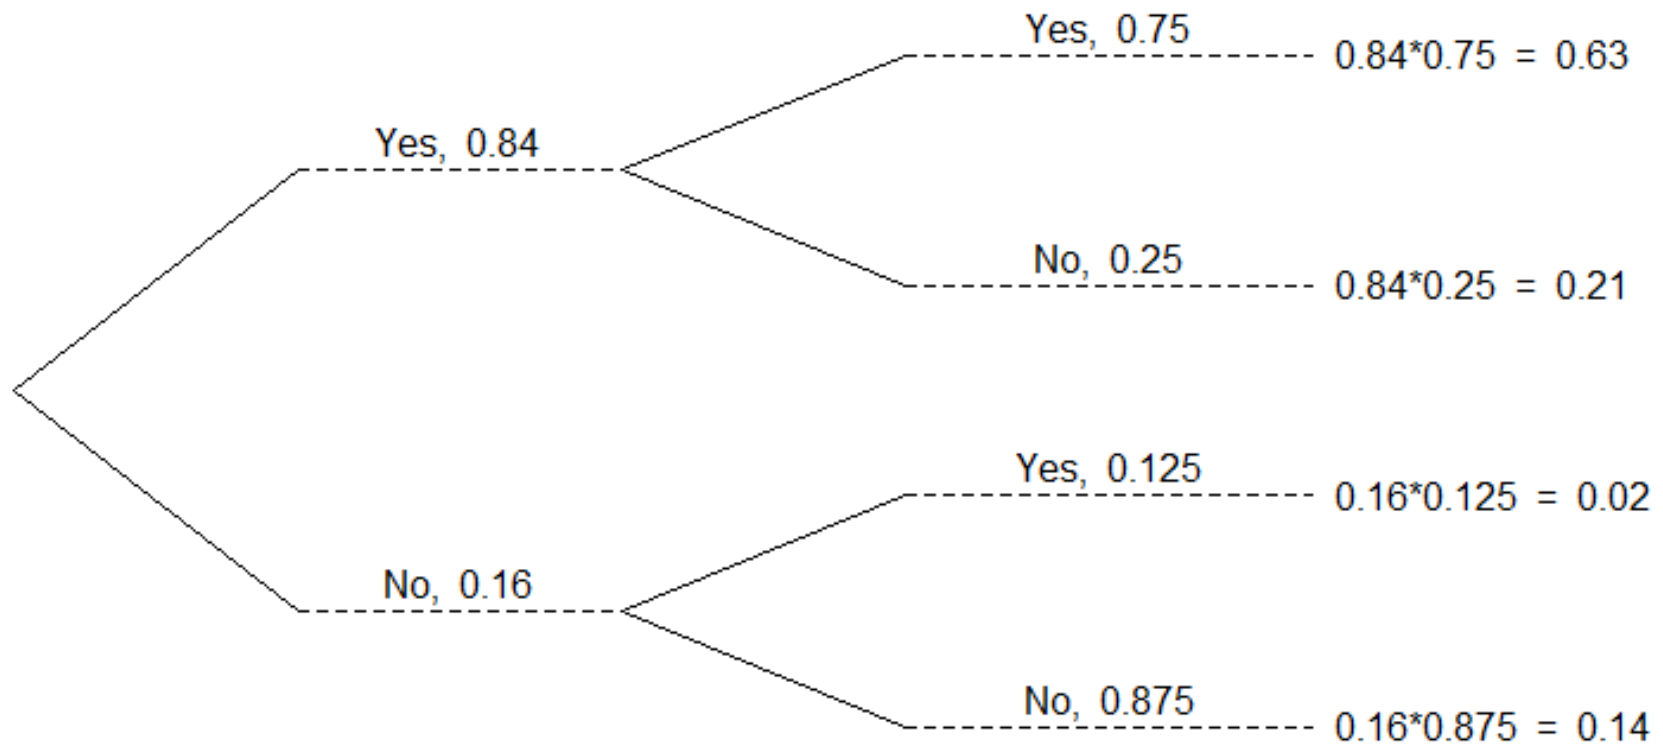 Yes, 0.75
0.84*0.75 = 0.63
Yes, 0.84
No, 0.25
0.84*0.25 = 0.21
Yes, 0.125
0.16*0.125 = 0.02
No, 0.16
No, 0.875
0.16*0.875 = 0.14